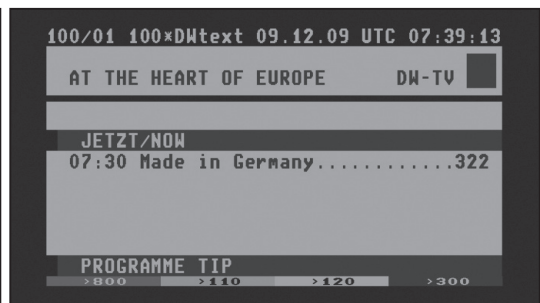 100/01 100*DWtext 09.12.09 UTC 07:39:13
AT THE HEART OF EUROPE DW-TV
JETZT/NOW
07:30 Made in Germany............322
PROGRAMME TIP
>800 >110 >120 >300